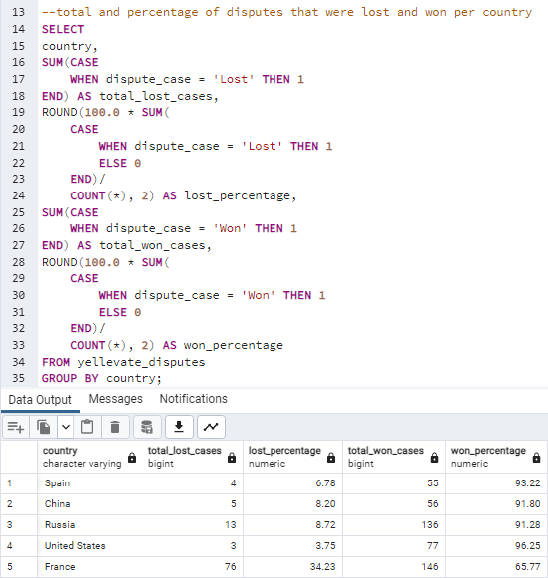 13 --total and percentage of disputes that were lost and won per country
14 SELECT
15 country,
16 SUM(CASE
17 WHEN dispute_case = 'Lost' THEN 1
18 END) AS total_lost_cases,
19 ROUND(100.0 * SUM(
20 CASE
21 WHEN dispute_case = 'Lost' THEN 1
22 ELSE 0
23 END)/
24 COUNT(*), 2) AS lost_percentage,
25 SUM(CASE
26 WHEN dispute_case = 'Won' THEN 1
27 END) AS total_won_cases,
28 ROUND(100.0 * SUM(
29 CASE
30 WHEN dispute_case = 'Won' THEN 1
31 ELSE 0
32 END)/
33 COUNT(*), 2) AS won_percentage
34 FROM yellevate_disputes
35 GROUP BY country;
Data Output Messages Notifications
country total_lost_cases lost_percentage total_won_cases won_percentage
character varying bigint numeric bigint numeric
1 Spain 4 6.78 55 93.22
2 China 5 8.20 56 91.80
3 Russia 13 8.72 136 91.28
4 United States 3 3.75 77 96.25
5 France 76 34.23 146 65.77